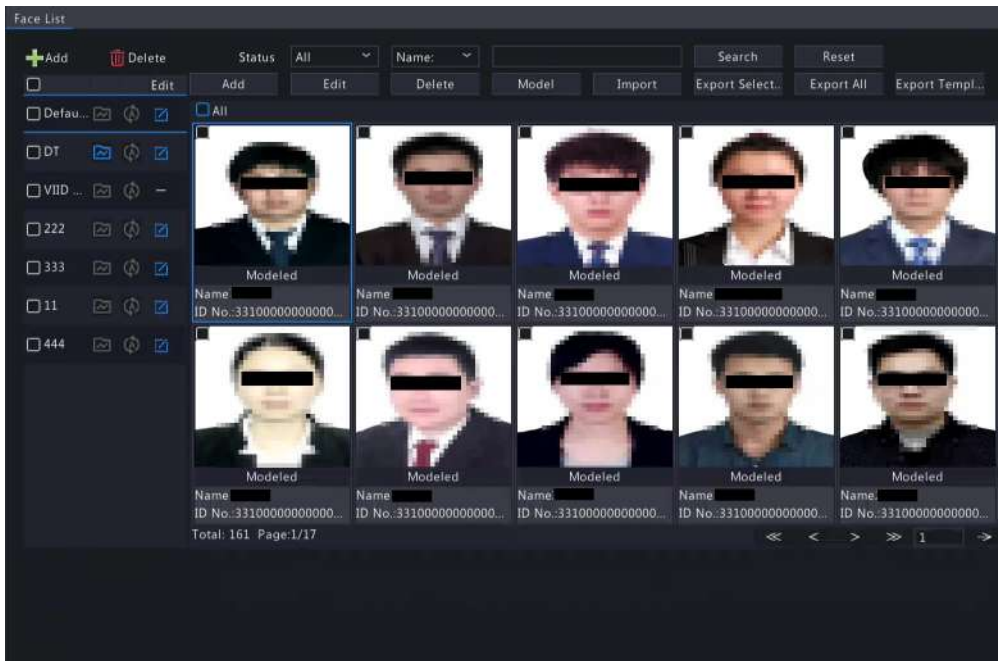 Face List
Add Delete Status All Name: Search Reset
Edit Add Edit Delete Model Import Export Select.. Export All Export Templ...
Defau... All
DT
VIID ...
222
333
11
444
Modeled Modeled Modeled Modeled Modeled
Name Name Name Name Name
ID No.:33100000000000... ID No.:33100000000000... ID No.:33100000000000... ID No.:33100000000000... ID No.:33100000000000...
Modeled Modeled Modeled Modeled Modeled
Name Name Name. Name Name.
ID No.:33100000000000... ID No.:33100000000000... ID No.:33100000000000... ID No.:33100000000000... ID No.:33100000000000...
Total: 161 Page:1/17 1